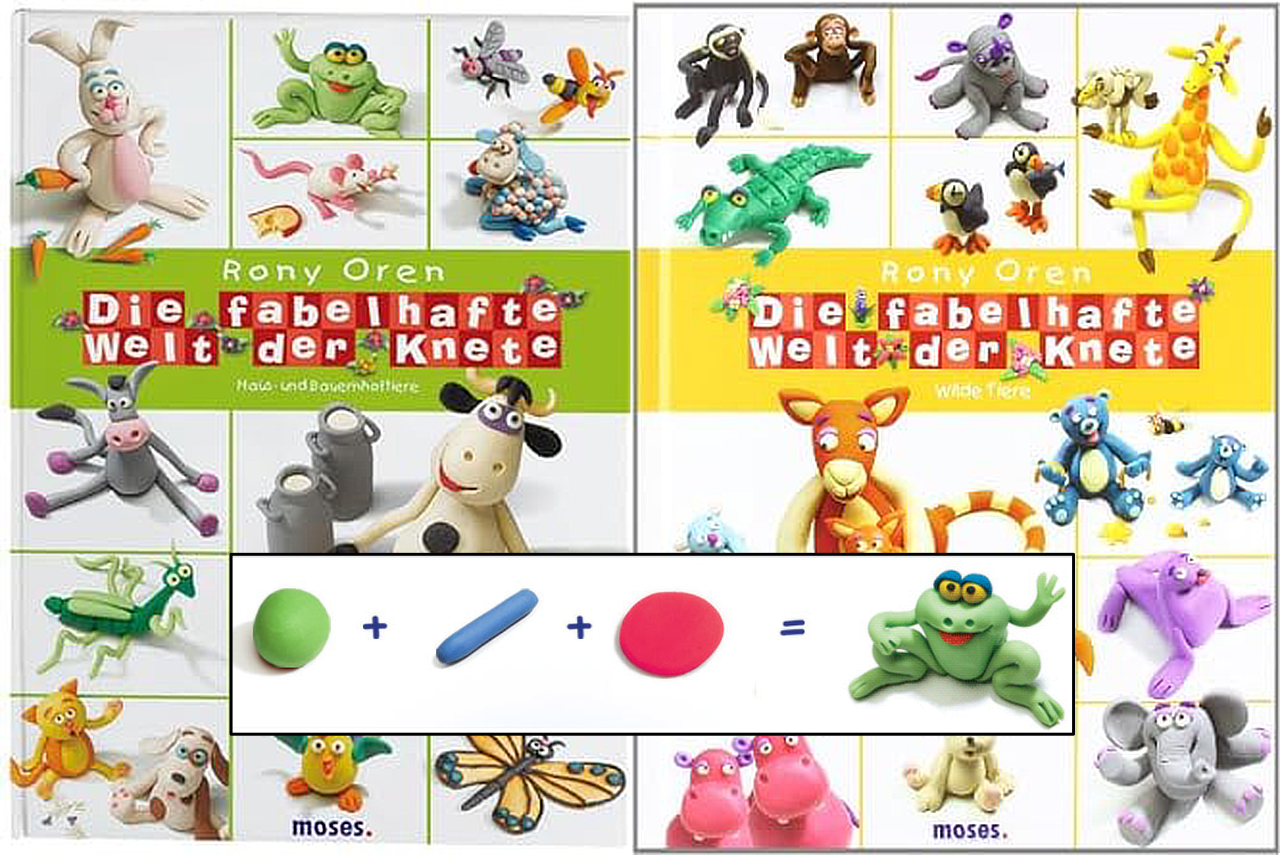 Rony Oren
Die fabelhafte
Welt der Knete
Haus- und Bauernhoftiere
moses.
Rony Oren
Die fabelhafte
Welt der Knete
Wilde Tiere
moses.
+ + =